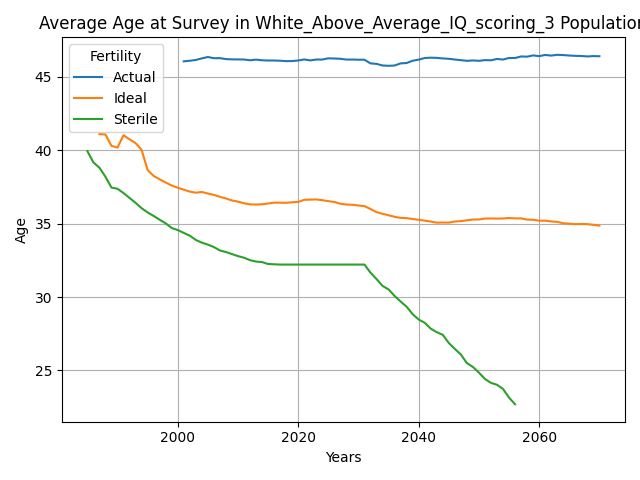 Average Age at Survey in White_Above_Average_IQ_scoring_3 Population
Fertility
Actual
Ideal
Sterile
45
40
35
30
25
Age
2000
2020
2040
2060
Years